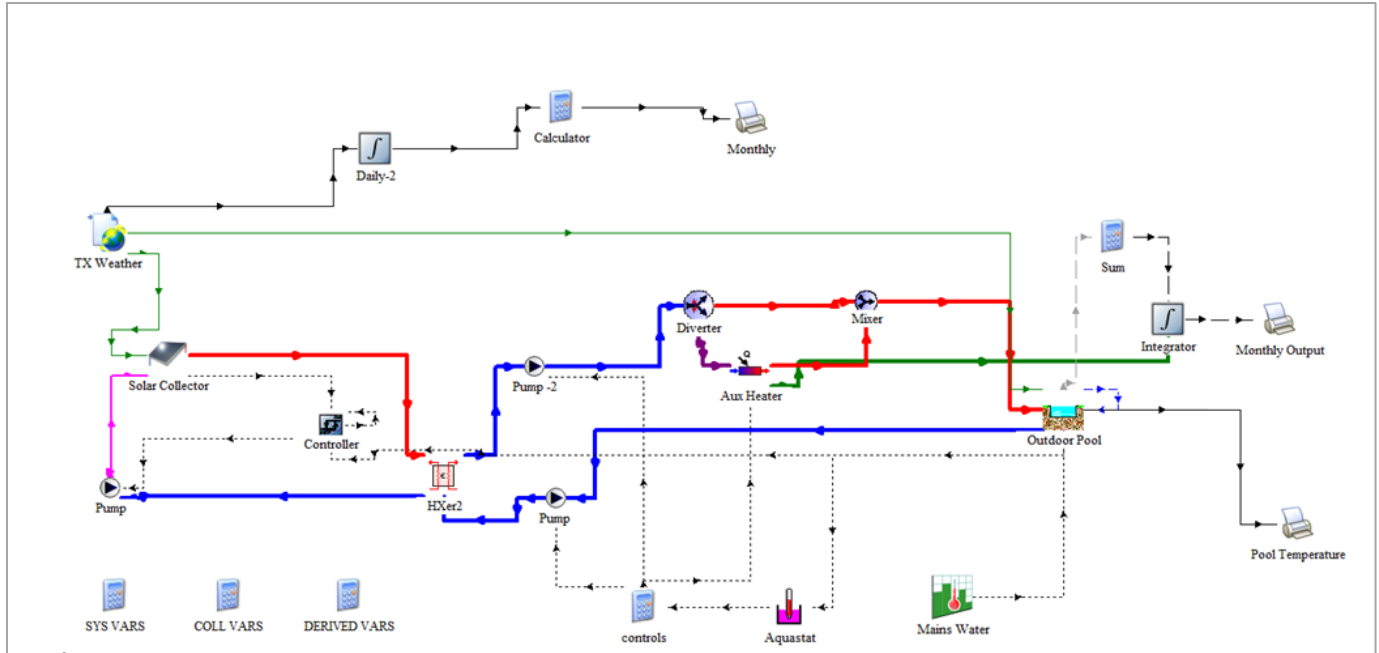 Calculator
Monthly
Daily-2
TX Weather
Sum
Diverter
Mixer
Integrator
Monthly Output
Solar Collector
Pump -2
Q
Aux Heater
Controller
Outdoor Pool
Pump
HXer2
Pump
Pool Temperature
SYS VARS
COLL VARS
DERIVED VARS
controls
Aquastat
Mains Water